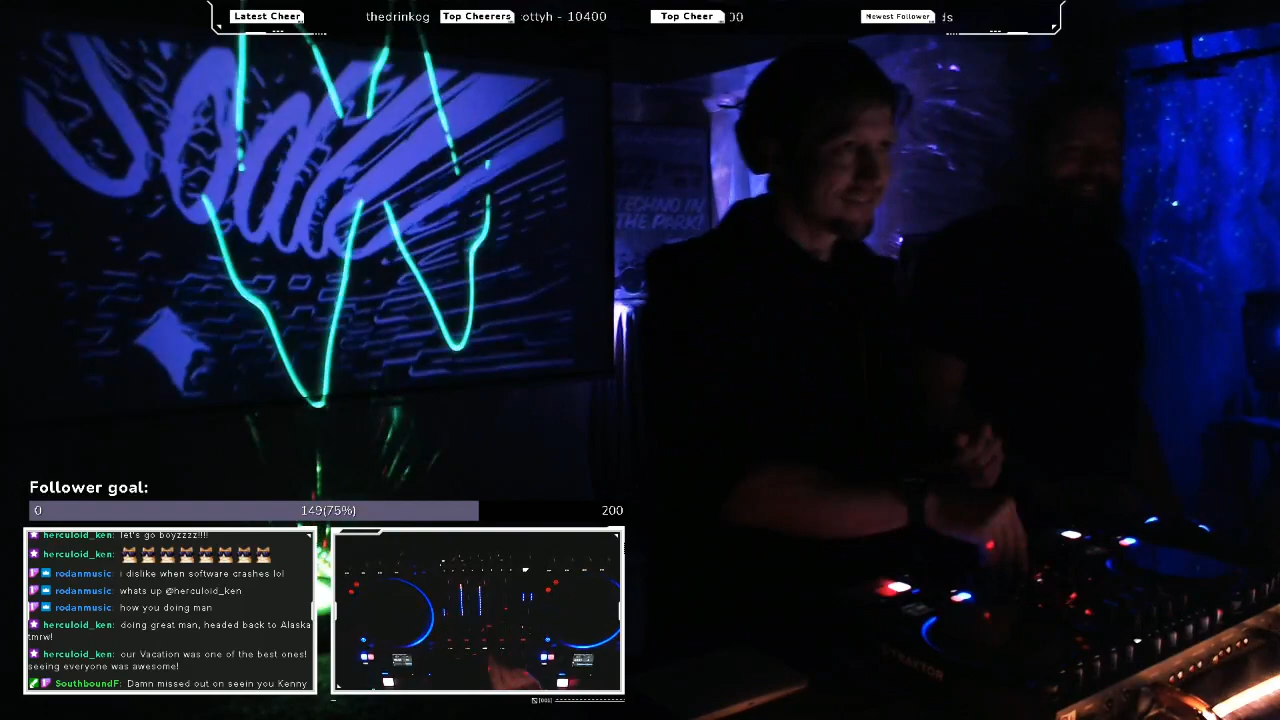 Latest Cheer
thedrinkog
Top Cheerers
ottyh - 10400
Top Cheer
00
Newest Follower
is
TECHNO IN
THE PARK!
Follower goal:
0
149(75%)
200
herculoid_ken: let's go boyzzzz!!!!
herculoid_ken:
rodanmusic: i dislike when software crashes lol
rodanmusic: whats up @herculoid_ken
rodanmusic: how you doing man
herculoid_ken: doing great man, headed back to Alaska
tmrw!
herculoid_ken: our Vacation was one of the best ones!
seeing everyone was awesome!
SouthboundF: Damn missed out on seein you Kenny
TRAKTOR